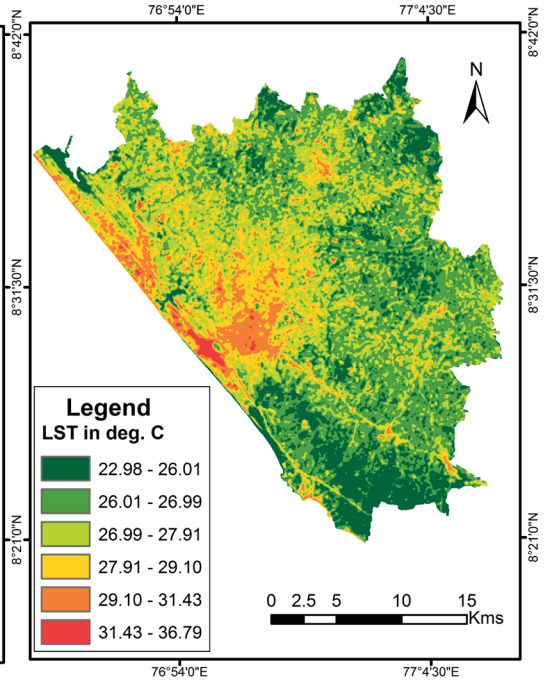 76°54'0"E 77°4'30"E
8°42'0"N 8°42'0"N
N
8°31'30"N 8°31'30"N
Legend
LST in deg. C
22.98 - 26.01
26.01 - 26.99
26.99 - 27.91
27.91 - 29.10
29.10 - 31.43
31.43 - 36.79
8°21'0"N 8°21'0"N
0 2.5 5 10 15
Kms
76°54'0"E 77°4'30"E